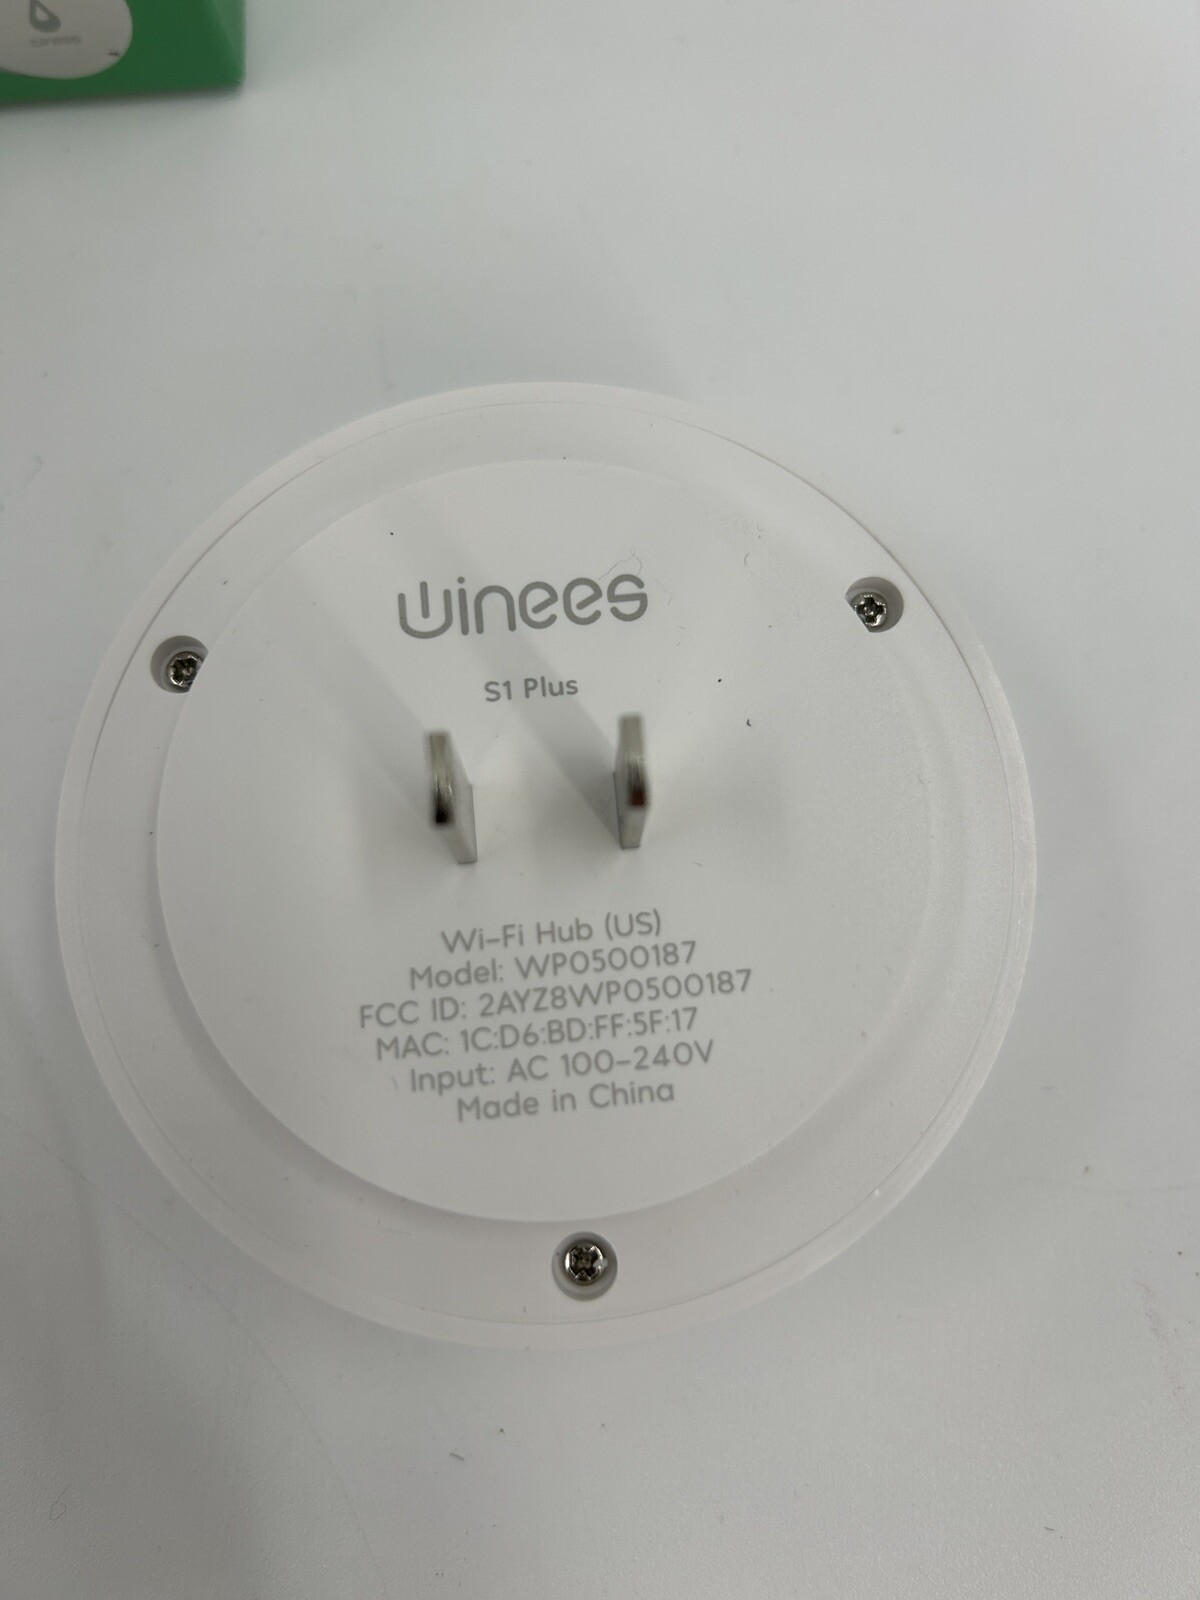 winees
winees
S1 Plus
Wi-Fi Hub (US)
Model: WP0500187
FCC ID: 2AYZ8WP0500187
MAC: 1C:D6:BD:FF:5F:17
Input: AC 100-240V
Made in China